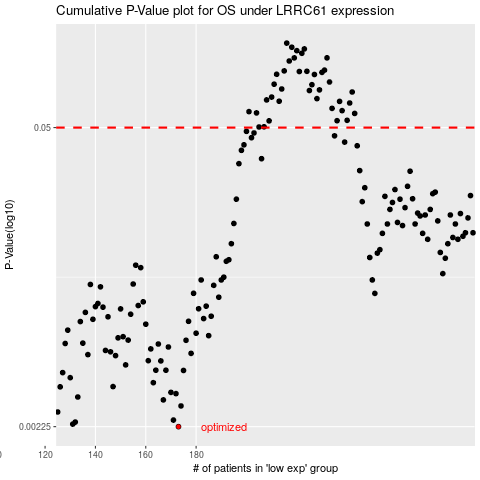 Cumulative P-Value plot for OS under LRRC61 expression
0.05
P-Value(log10)
0.00225
optimized
0 120 140 160 180
# of patients in 'low exp' group